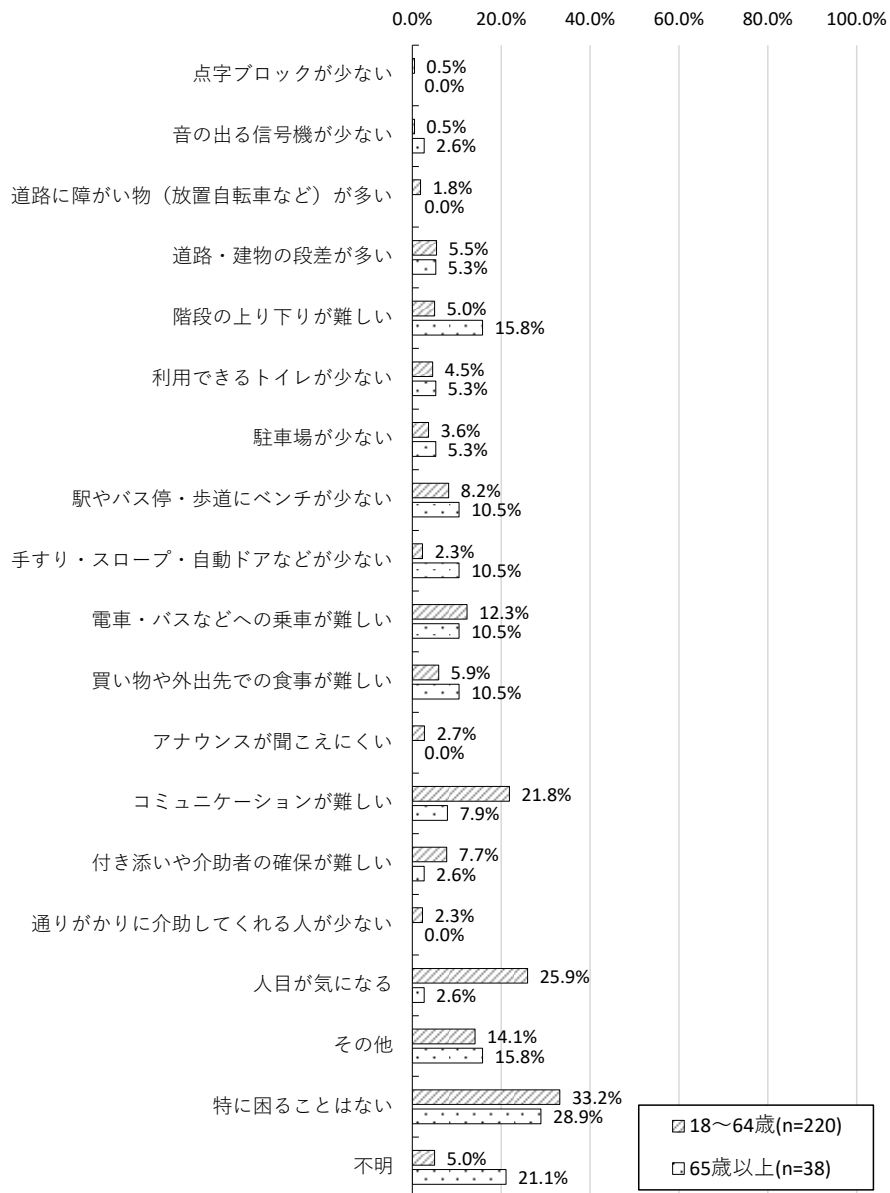 0.0% 20.0% 40.0% 60.0% 80.0% 100.0%
点字ブロックが少ない
0.5%
0.0%
音の出る信号機が少ない
0.5%
2.6%
道路に障がい物（放置自転車など）が多い
1.8%
0.0%
道路・建物の段差が多い
5.5%
5.3%
階段の上り下りが難しい
5.0%
15.8%
利用できるトイレが少ない
4.5%
5.3%
駐車場が少ない
3.6%
5.3%
駅やバス停・歩道にベンチが少ない
8.2%
10.5%
手すり・スロープ・自動ドアなどが少ない
2.3%
10.5%
電車・バスなどへの乗車が難しい
12.3%
10.5%
買い物や外出先での食事が難しい
5.9%
10.5%
アナウンスが聞こえにくい
2.7%
0.0%
コミュニケーションが難しい
21.8%
7.9%
付き添いや介助者の確保が難しい
7.7%
2.6%
通りがかりに介助してくれる人が少ない
2.3%
0.0%
人目が気になる
25.9%
2.6%
その他
14.1%
15.8%
特に困ることはない
33.2%
28.9%
不明
5.0%
21.1%
18～64歳(n=220)
65歳以上(n=38)